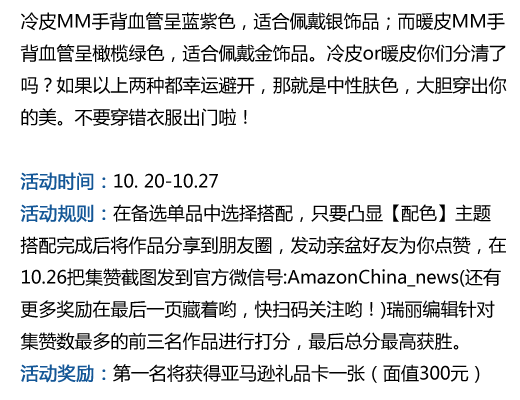 冷皮MM手背血管呈蓝紫色，适合佩戴银饰品；而暖皮MM手
背血管呈橄榄绿色，适合佩戴金饰品。冷皮or暖皮你们分清了
吗？如果以上两种都幸运避开，那就是中性肤色，大胆穿出你
的美。不要穿错衣服出门啦！
活动时间：10. 20-10.27
活动规则：在备选单品中选择搭配，只要凸显【配色】主题
搭配完成后将作品分享到朋友圈，发动亲盆好友为你点赞，在
10.26把集赞截图发到官方微信号:AmazonChina_news(还有
更多奖励在最后一页藏着哟，快扫码关注哟！)瑞丽编辑针对
集赞数最多的前三名作品进行打分，最后总分最高获胜。
活动奖励：第一名将获得亚马逊礼品卡一张（面值300元）